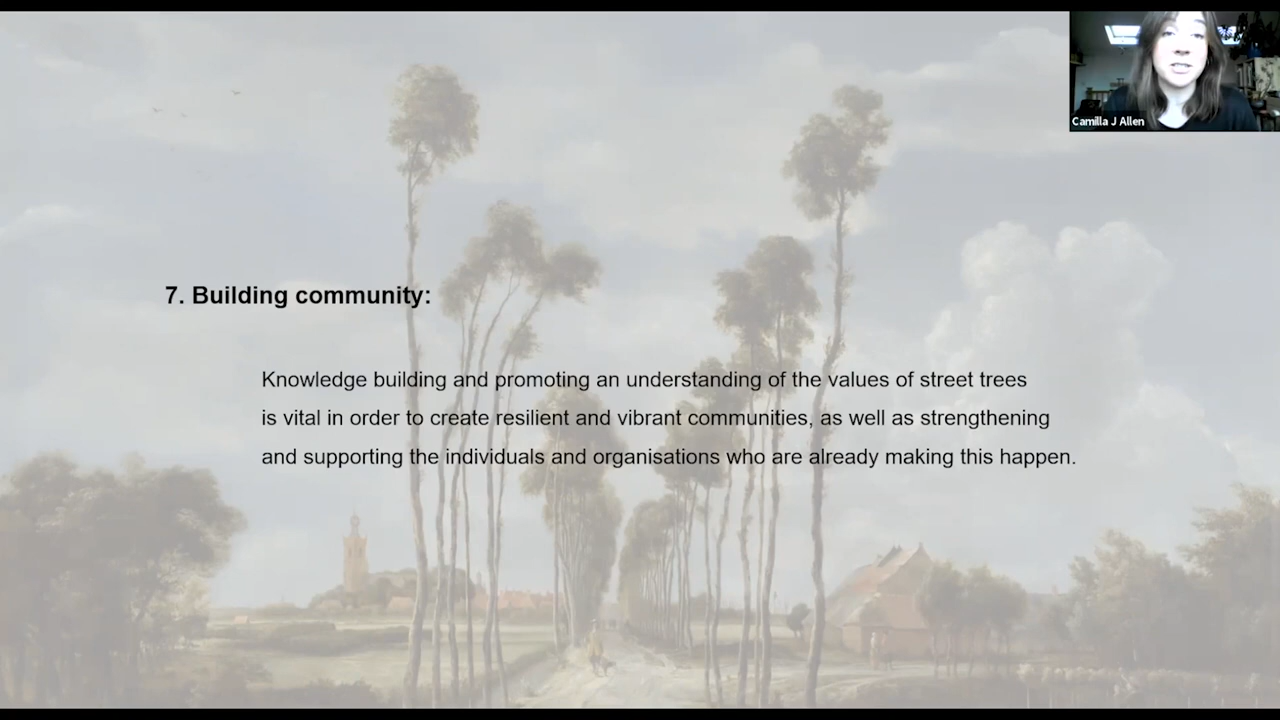 Camilla J Allen
7. Building community:
Knowledge building and promoting an understanding of the values of street trees
is vital in order to create resilient and vibrant communities, as well as strengthening
and supporting the individuals and organisations who are already making this happen.